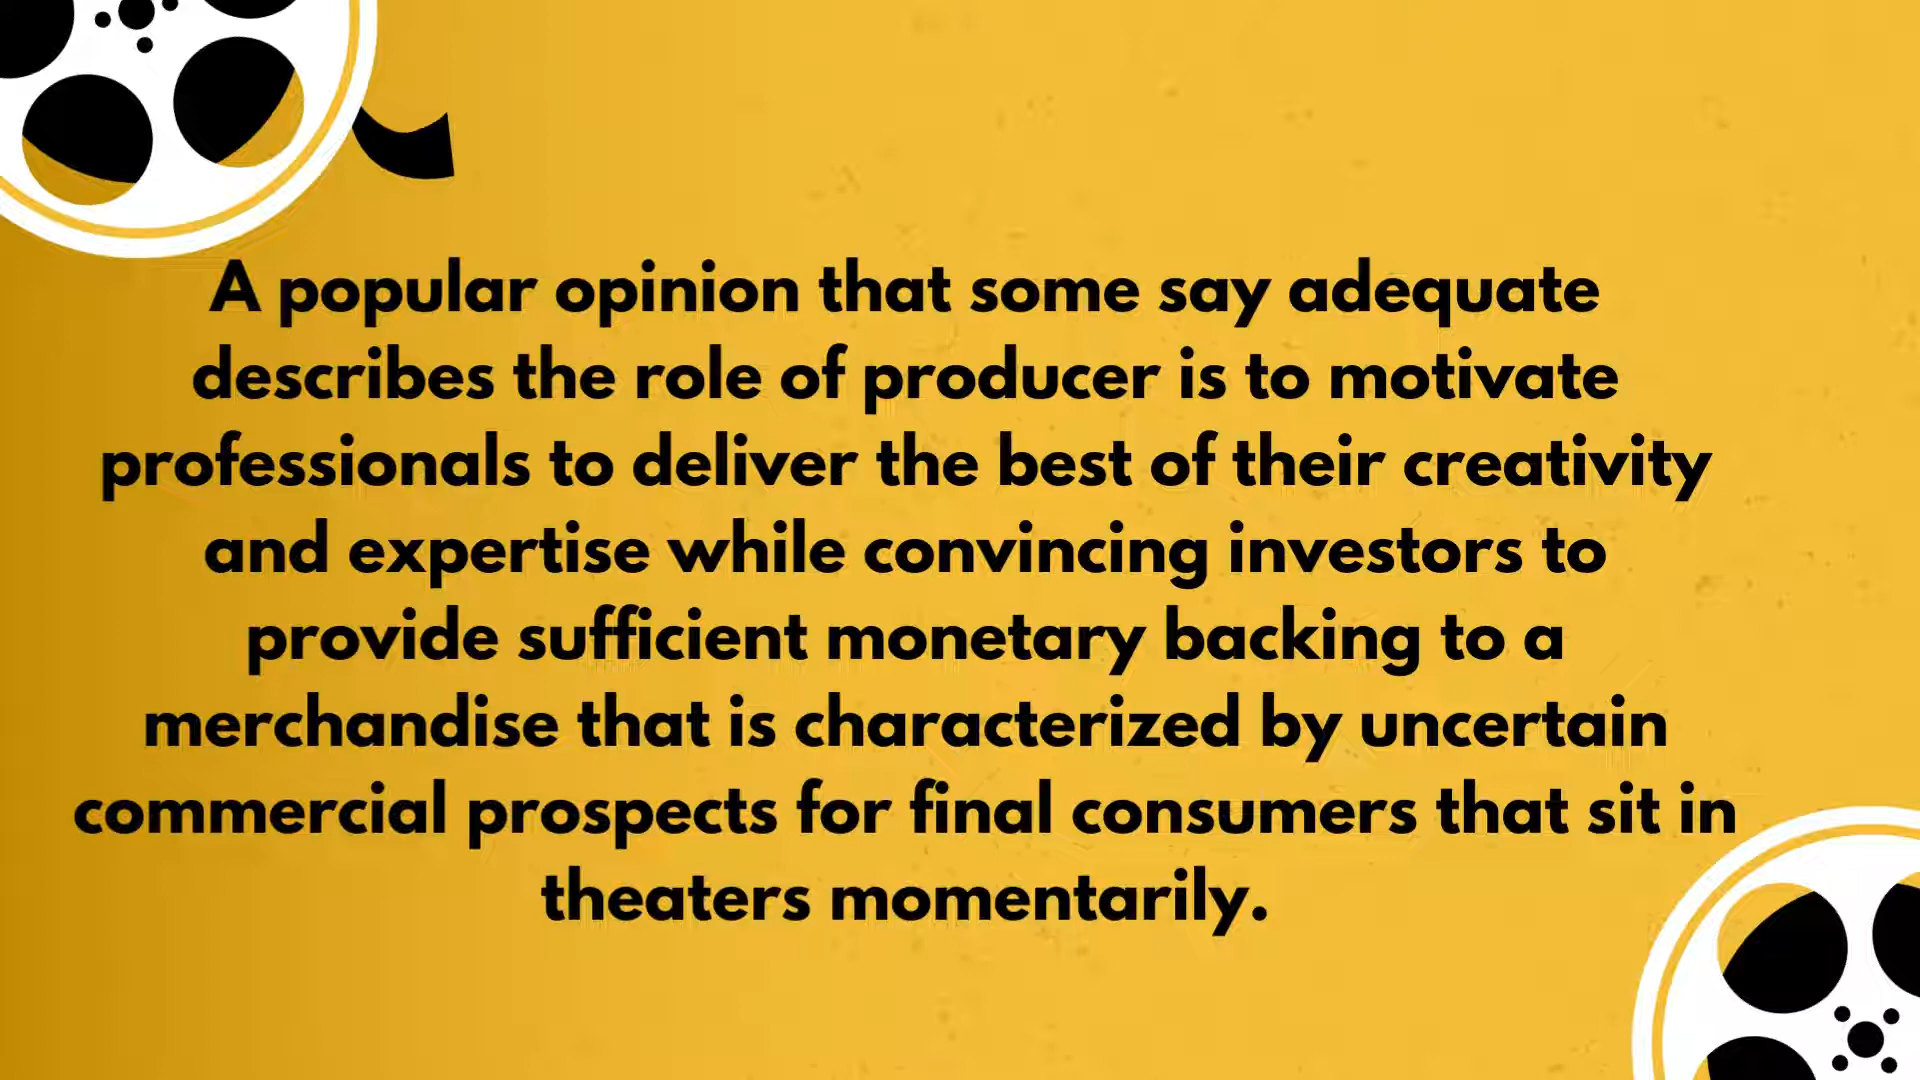 A popular opinion that some say adequate
describes the role of producer is to motivate
professionals to deliver the best of their creativity
and expertise while convincing investors to
provide sufficient monetary backing to a
merchandise that is characterized by uncertain
commercial prospects for final consumers that sit in
theaters momentarily.